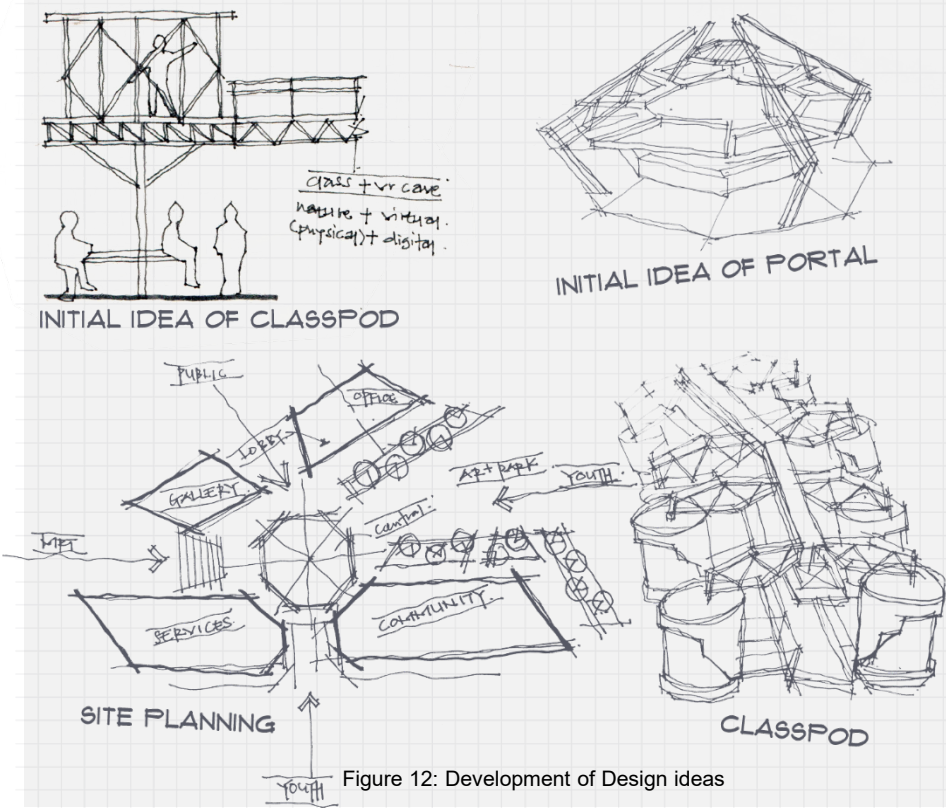 class + vr cave
nature + virtual.
(physical) + digital.
INITIAL IDEA OF CLASSPOD
INITIAL IDEA OF PORTAL
PUBLIC
OFFICE
LOBBY
GALLERY
ART PARK
YOUTH
central.
SERVICES
COMMUNITY.
SITE PLANNING
CLASSPOD
YOUTH
Figure 12: Development of Design ideas